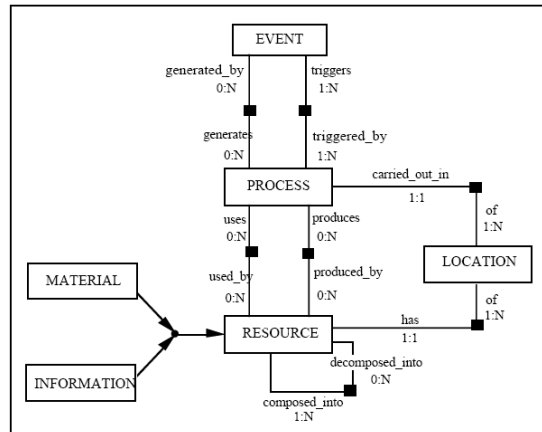 EVENT
generated_by
0:N
triggers
1:N
generates
0:N
triggered_by
1:N
PROCESS
carried_out_in
1:1
of
1:N
uses
0:N
produces
0:N
used_by
0:N
produced_by
0:N
LOCATION
of
1:N
MATERIAL
INFORMATION
RESOURCE
has
1:1
decomposed_into
0:N
composed_into
1:N